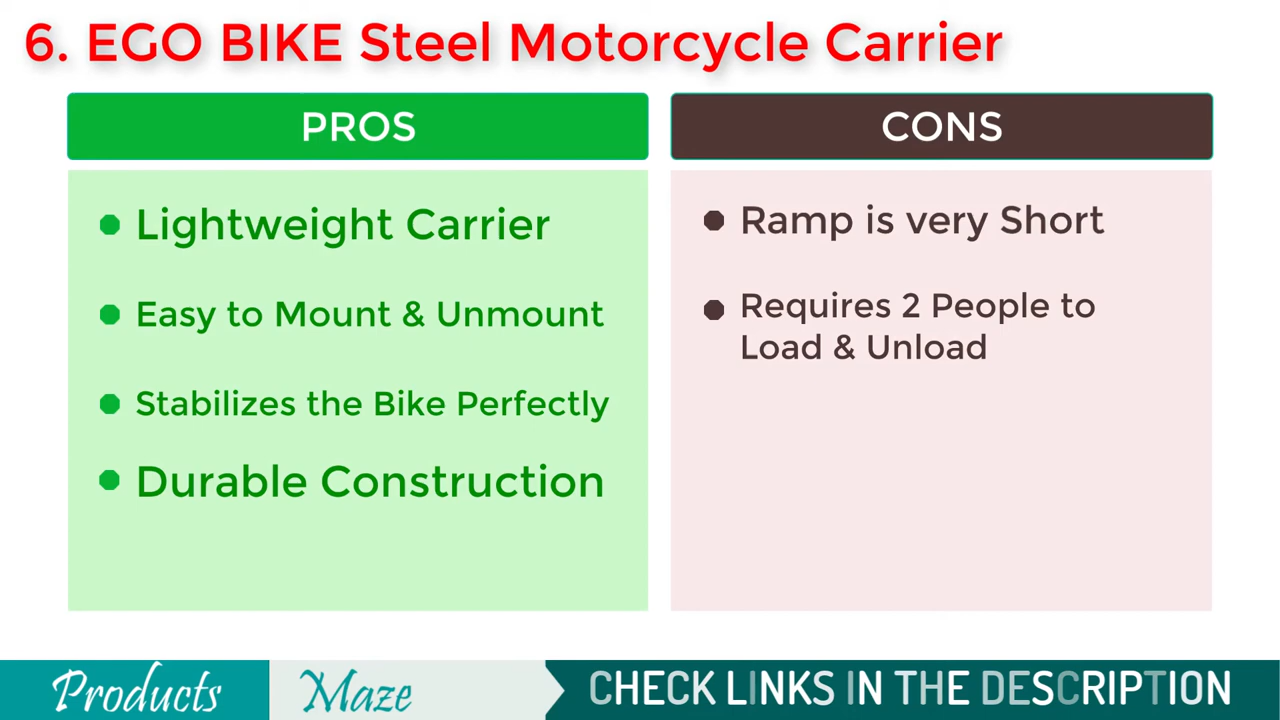 6. EGO BIKE Steel Motorcycle Carrier
PROS
Lightweight Carrier
Easy to Mount & Unmount
Stabilizes the Bike Perfectly
Durable Construction
CONS
Ramp is very Short
Requires 2 People to
Load & Unload
Products Maze
CHECK LINKS IN THE DESCRIPTION